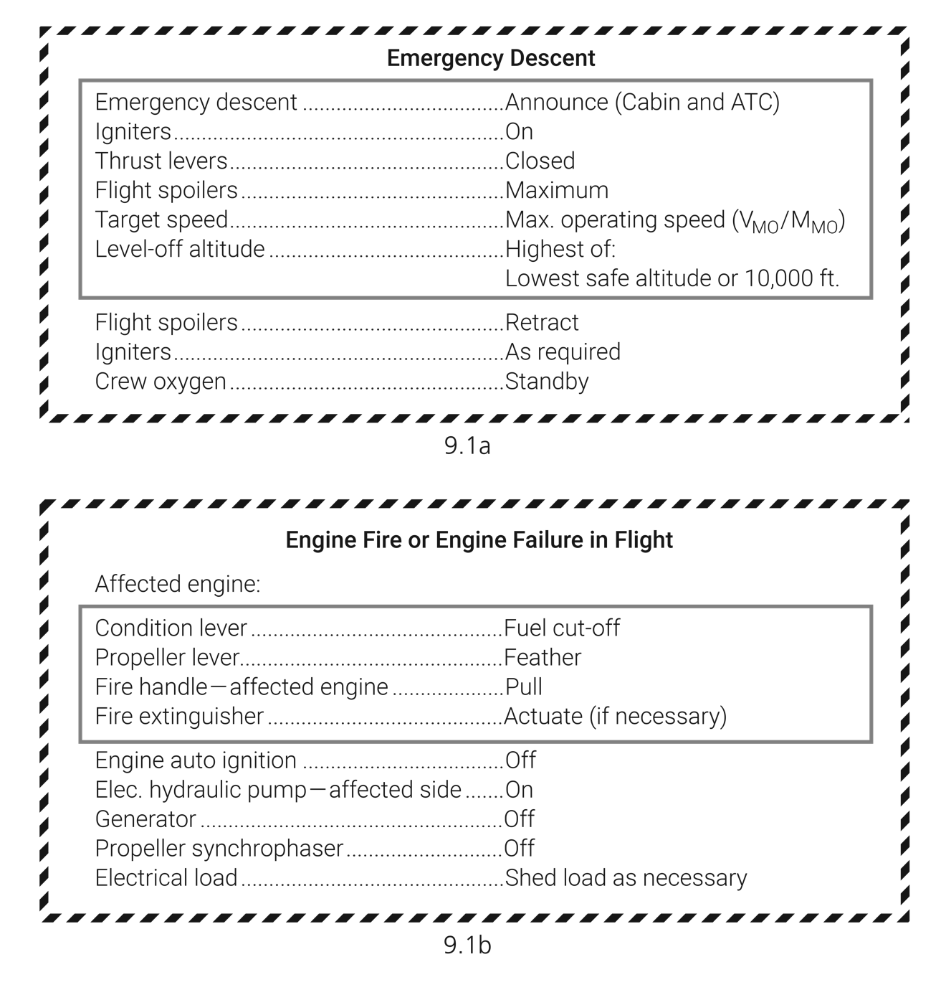 Emergency Descent
Emergency descent ................................... Announce (Cabin and ATC)
Igniters .......................................................... On
Thrust levers ................................................ Closed
Flight spoilers .............................................. Maximum
Target speed ................................................ Max. operating speed (VMO/MMO)
Level-off altitude ......................................... Highest of:
Lowest safe altitude or 10,000 ft.
Flight spoilers .............................................. Retract
Igniters .......................................................... As required
Crew oxygen ................................................ Standby
9.1a
Engine Fire or Engine Failure in Flight
Affected engine:
Condition lever ............................................ Fuel cut-off
Propeller lever .............................................. Feather
Fire handle—affected engine .................... Pull
Fire extinguisher ......................................... Actuate (if necessary)
Engine auto ignition ................................... Off
Elec. hydraulic pump—affected side ....... On
Generator ..................................................... Off
Propeller synchrophaser ............................ Off
Electrical load .............................................. Shed load as necessary
9.1b